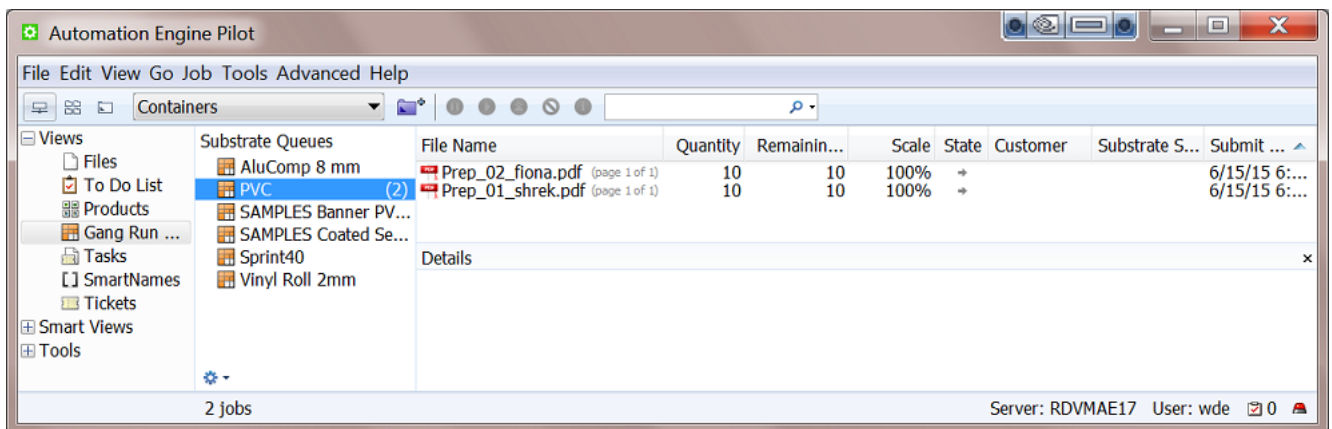 Automation Engine Pilot
File Edit View Go Job Tools Advanced Help
Containers
Views
Files
To Do List
Products
Gang Run ...
Tasks
SmartNames
Tickets
Smart Views
Tools
Substrate Queues
AluComp 8 mm
PVC (2)
SAMPLES Banner PV...
SAMPLES Coated Se...
Sprint40
Vinyl Roll 2mm
File Name Quantity Remainin... Scale State Customer Substrate S... Submit ...
Prep_02_fiona.pdf (page 1 of 1) 10 10 100% 6/15/15 6:...
Prep_01_shrek.pdf (page 1 of 1) 10 10 100% 6/15/15 6:...
Details
2 jobs
Server: RDVMAE17 User: wde 0